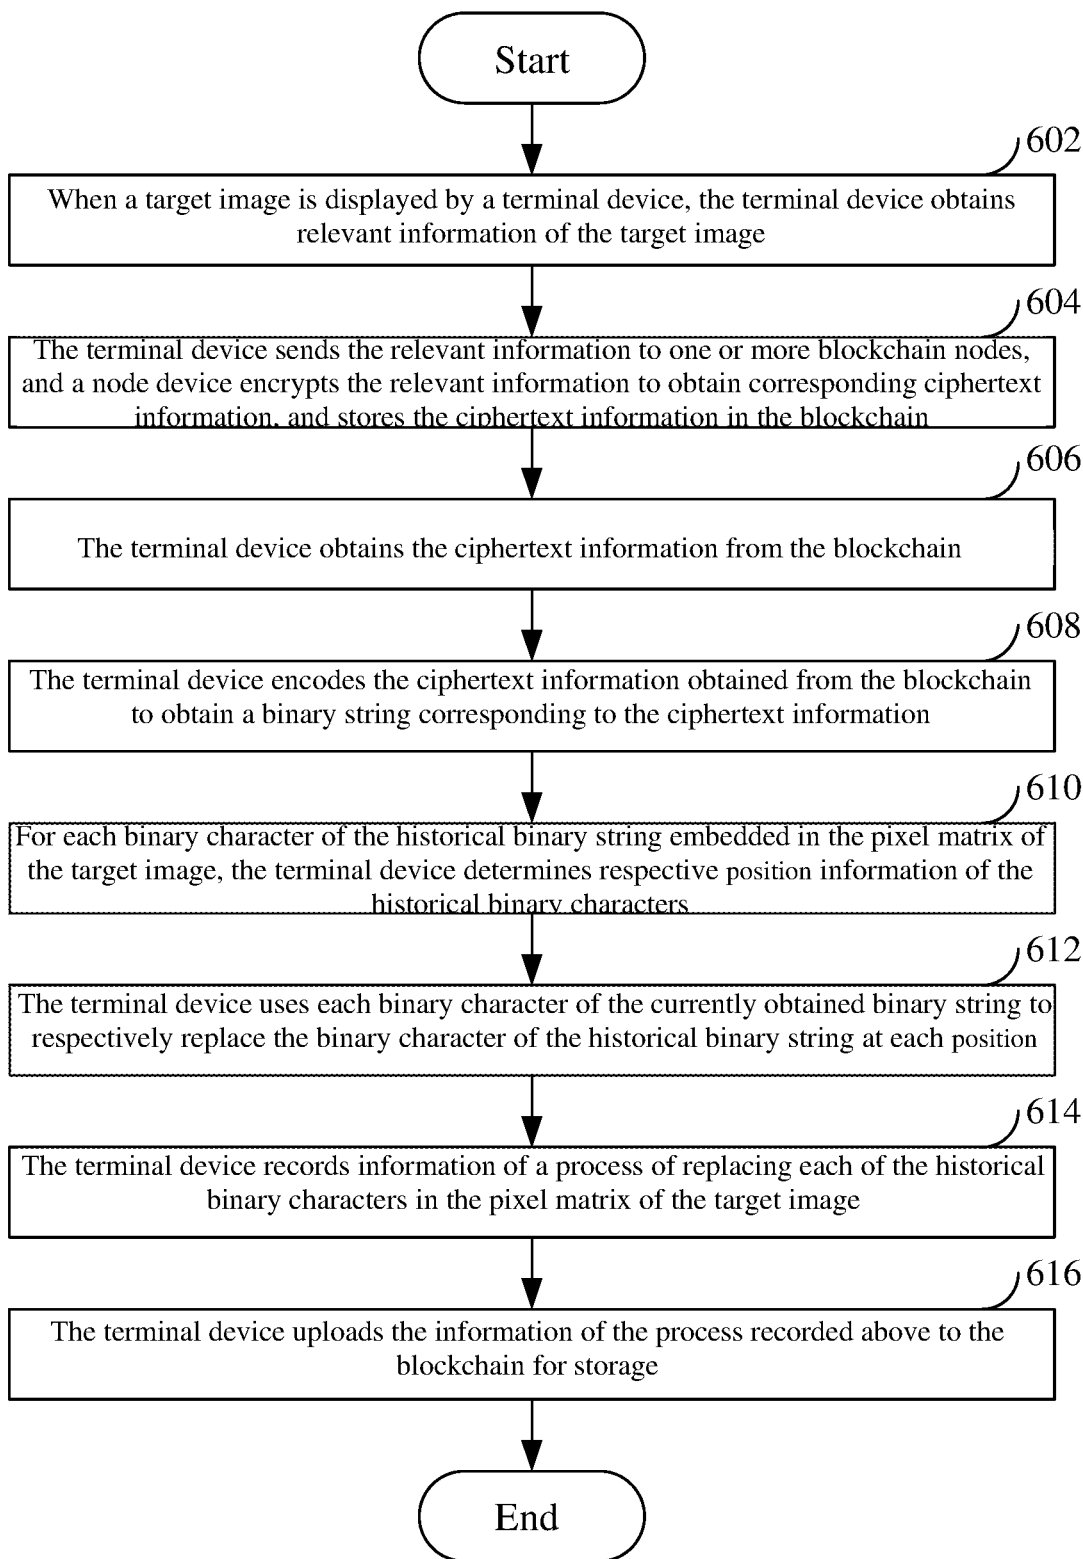 Start
602
When a target image is displayed by a terminal device, the terminal device obtains
relevant information of the target image
604
The terminal device sends the relevant information to one or more blockchain nodes,
and a node device encrypts the relevant information to obtain corresponding ciphertext
information, and stores the ciphertext information in the blockchain
606
The terminal device obtains the ciphertext information from the blockchain
608
The terminal device encodes the ciphertext information obtained from the blockchain
to obtain a binary string corresponding to the ciphertext information
610
For each binary character of the historical binary string embedded in the pixel matrix of
the target image, the terminal device determines respective position information of the
historical binary characters
612
The terminal device uses each binary character of the currently obtained binary string to
respectively replace the binary character of the historical binary string at each position
614
The terminal device records information of a process of replacing each of the historical
binary characters in the pixel matrix of the target image
616
The terminal device uploads the information of the process recorded above to the
blockchain for storage
End